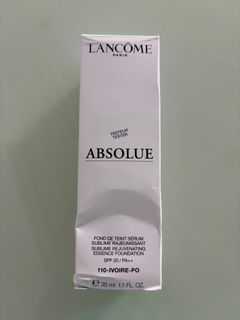 LANCÔME
PARIS
TESTEUR
TESTER
ABSOLUE
FOND DE TEINT SÉRUM
SUBLIME RAJEUNISSANT
SUBLIME REJUVENATING
ESSENCE FOUNDATION
SPF 20 / PA++
110-IVOIRE-PO
℮ 35 ml 1.1 FL. OZ.